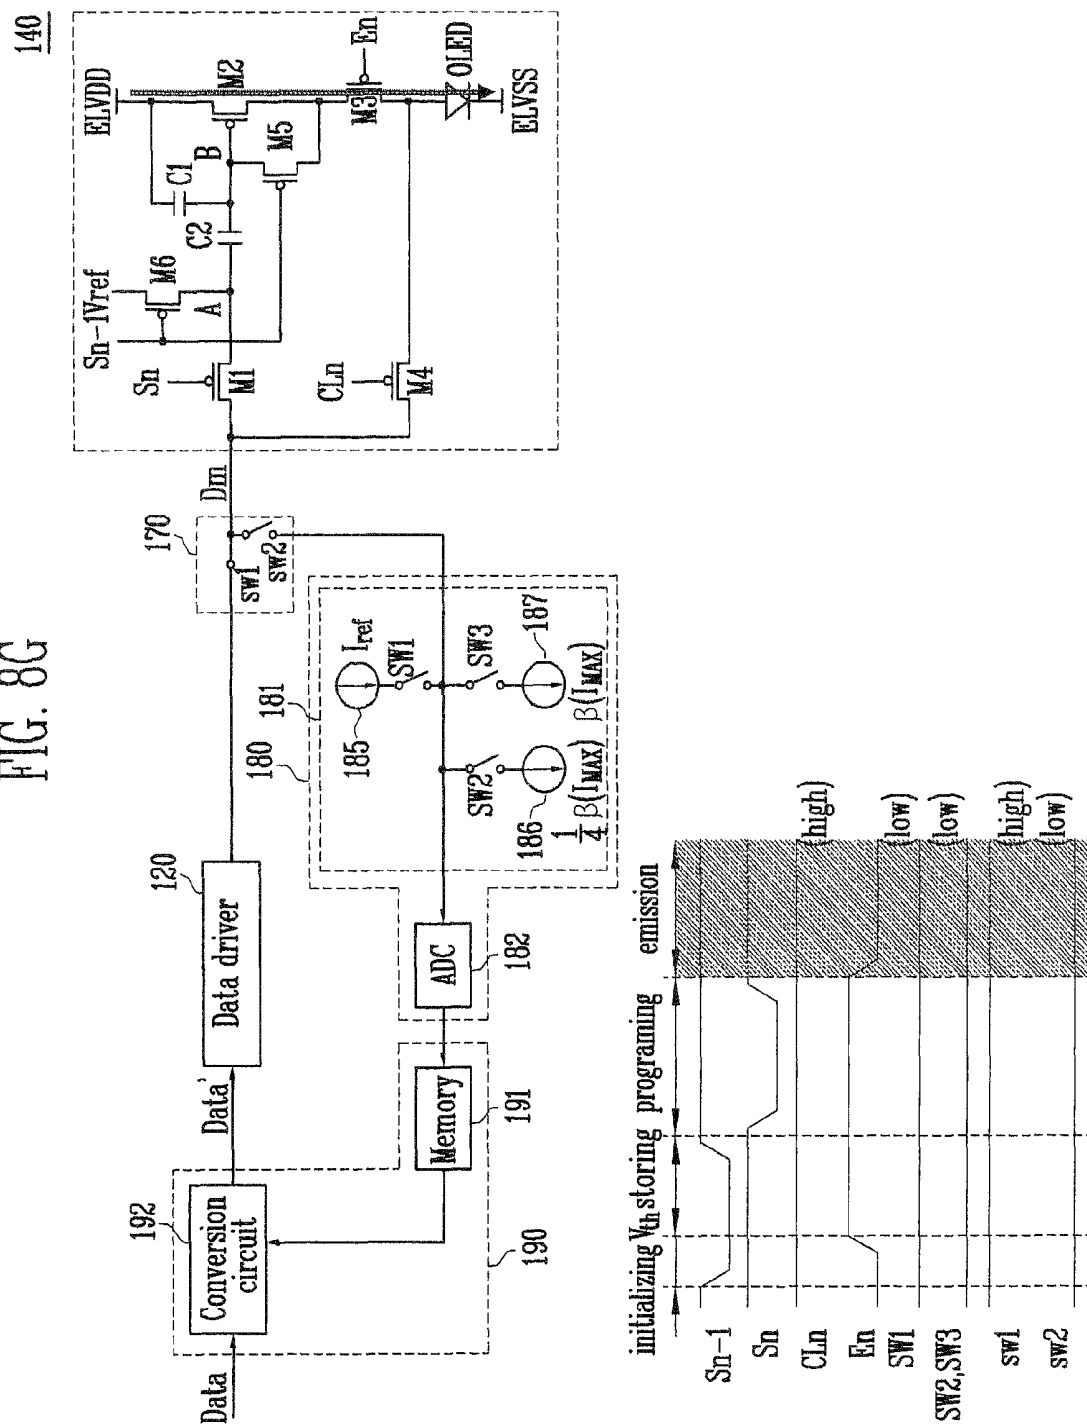 FIG. 8G
140
ELVDD
M2
M3
En
OLED
ELVSS
B
M5
C1
C2
Sn-1Vref
M6
A
Sn
M1
CLn
M4
Dm
170
sw1
sw2
180
181
Iref
185
SW1
SW3
187
β(IMAX)
SW2
186
1/4 β(IMAX)
120
Data driver
ADC
182
Data'
Memory
191
192
Conversion circuit
190
Data
initializing Vth storing programing emission
Sn-1
Sn
CLn (high)
En
SW1 (low)
SW2,SW3 (low)
sw1 (high)
sw2 (low)